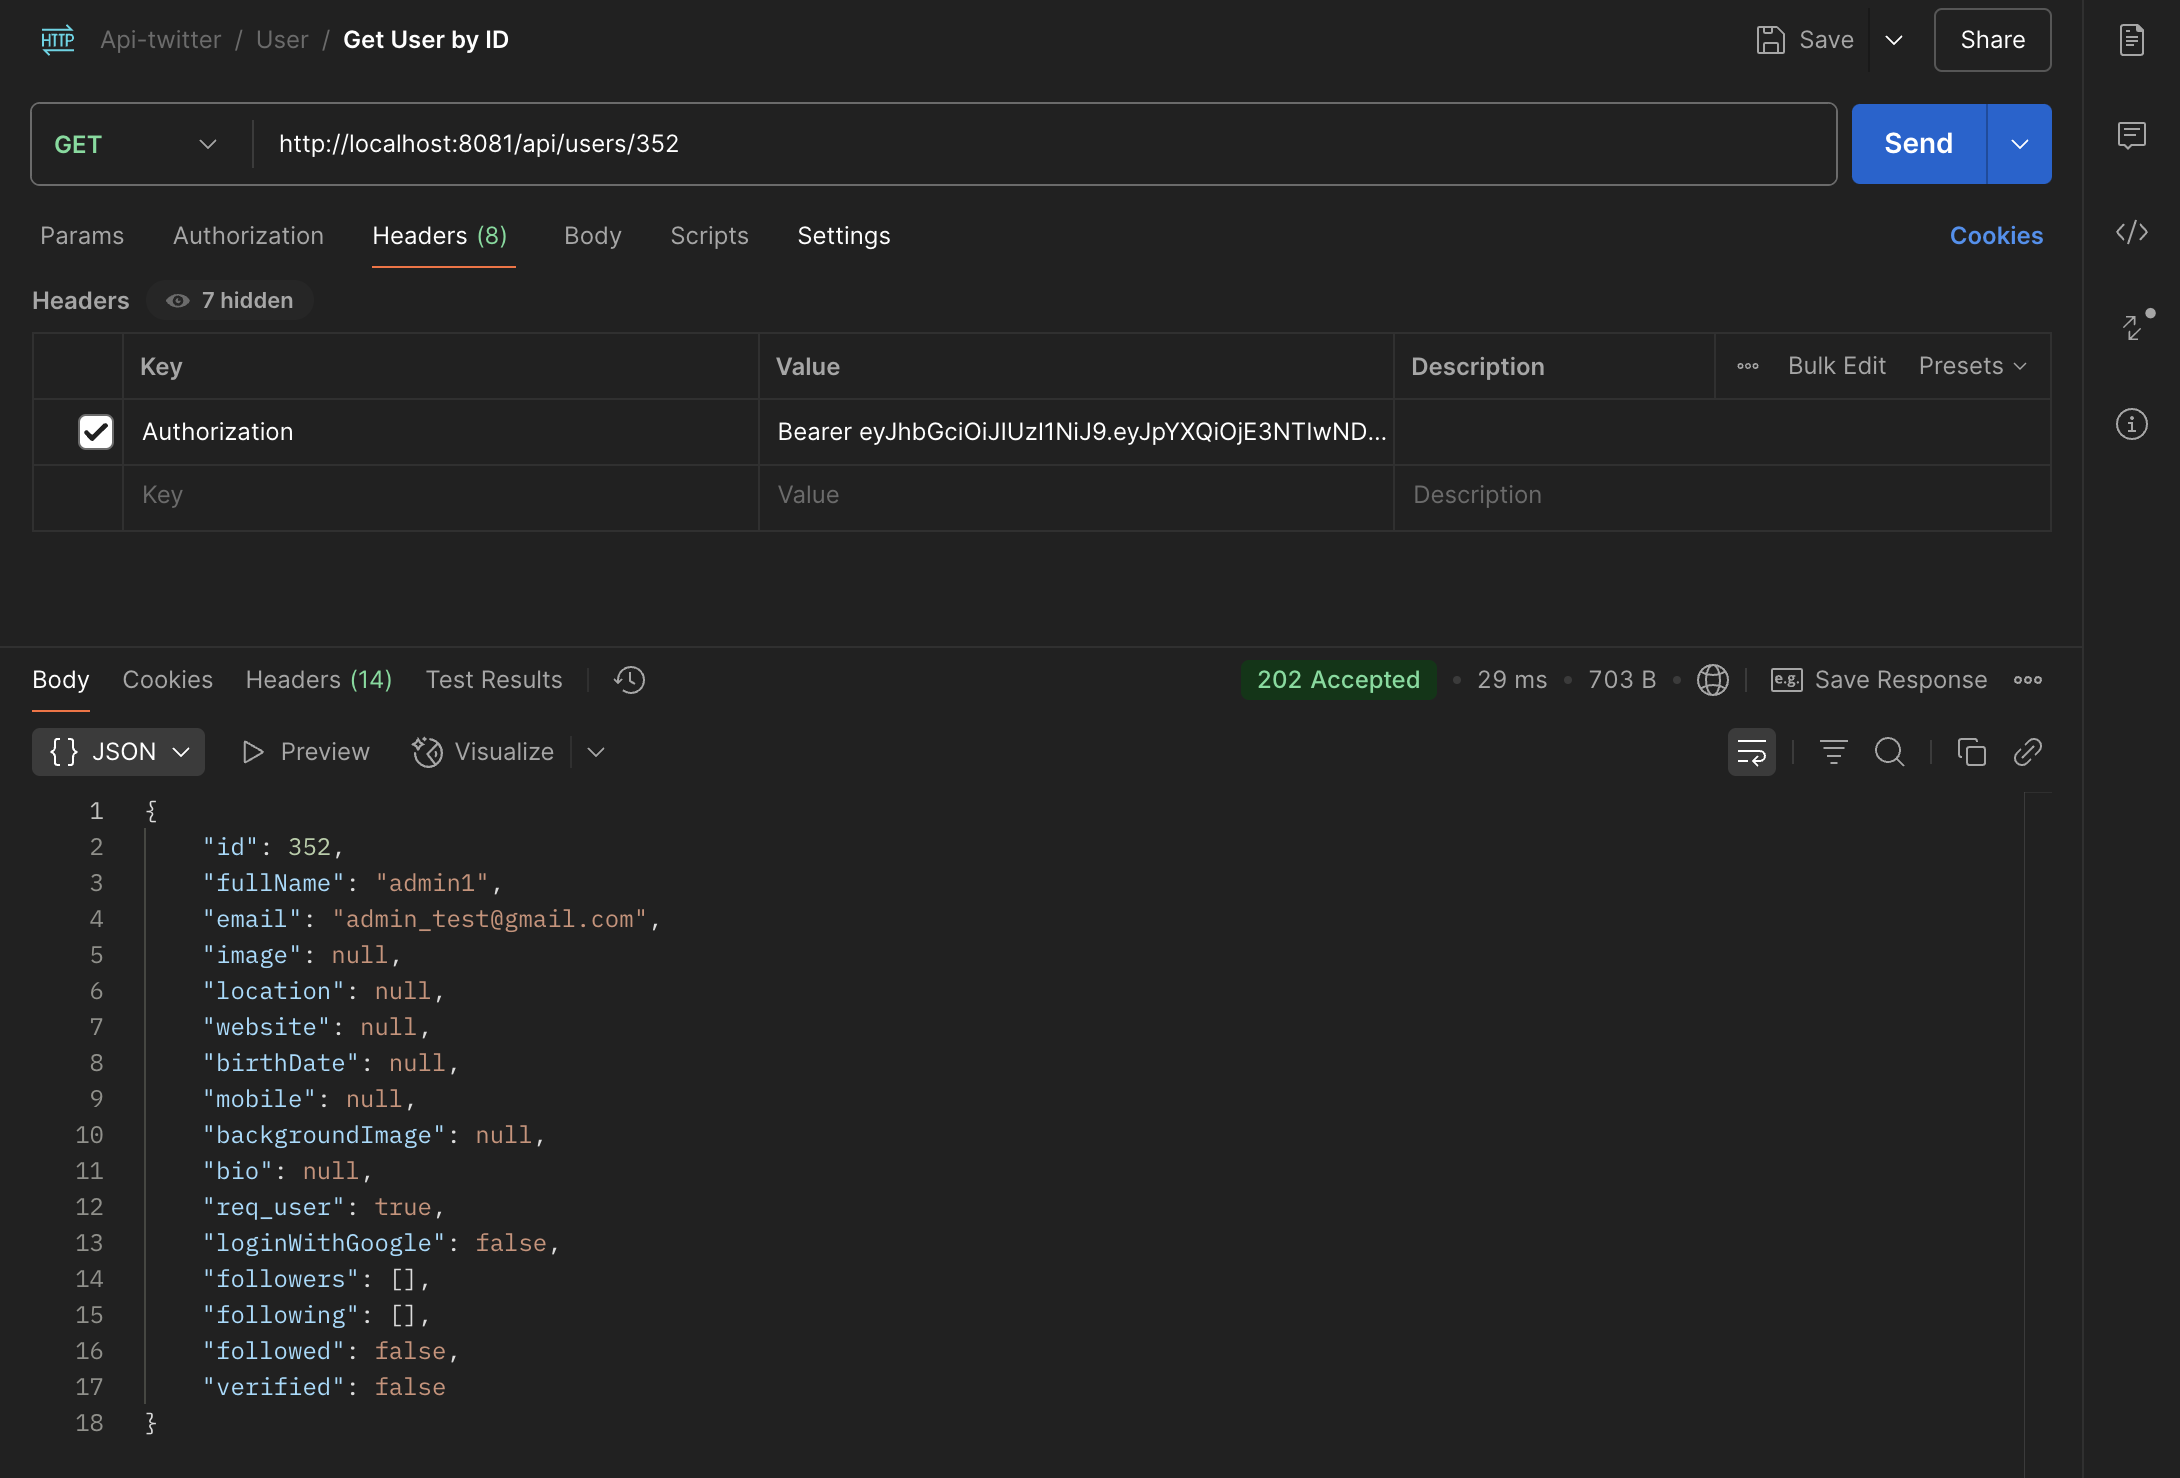 HTTP Api-twitter / User / Get User by ID Save Share
GET http://localhost:8081/api/users/352 Send
Params Authorization Headers (8) Body Scripts Settings Cookies
Headers 7 hidden
Key Value Description Bulk Edit Presets
Authorization Bearer eyJhbGciOiJIUzI1NiJ9.eyJpYXQiOjE3NTIwND...
Key Value Description
Body Cookies Headers (14) Test Results 202 Accepted • 29 ms • 703 B • e.g. Save Response
{} JSON Preview Visualize
1 {
2 "id": 352,
3 "fullName": "admin1",
4 "email": "admin_test@gmail.com",
5 "image": null,
6 "location": null,
7 "website": null,
8 "birthDate": null,
9 "mobile": null,
10 "backgroundImage": null,
11 "bio": null,
12 "req_user": true,
13 "loginWithGoogle": false,
14 "followers": [],
15 "following": [],
16 "followed": false,
17 "verified": false
18 }